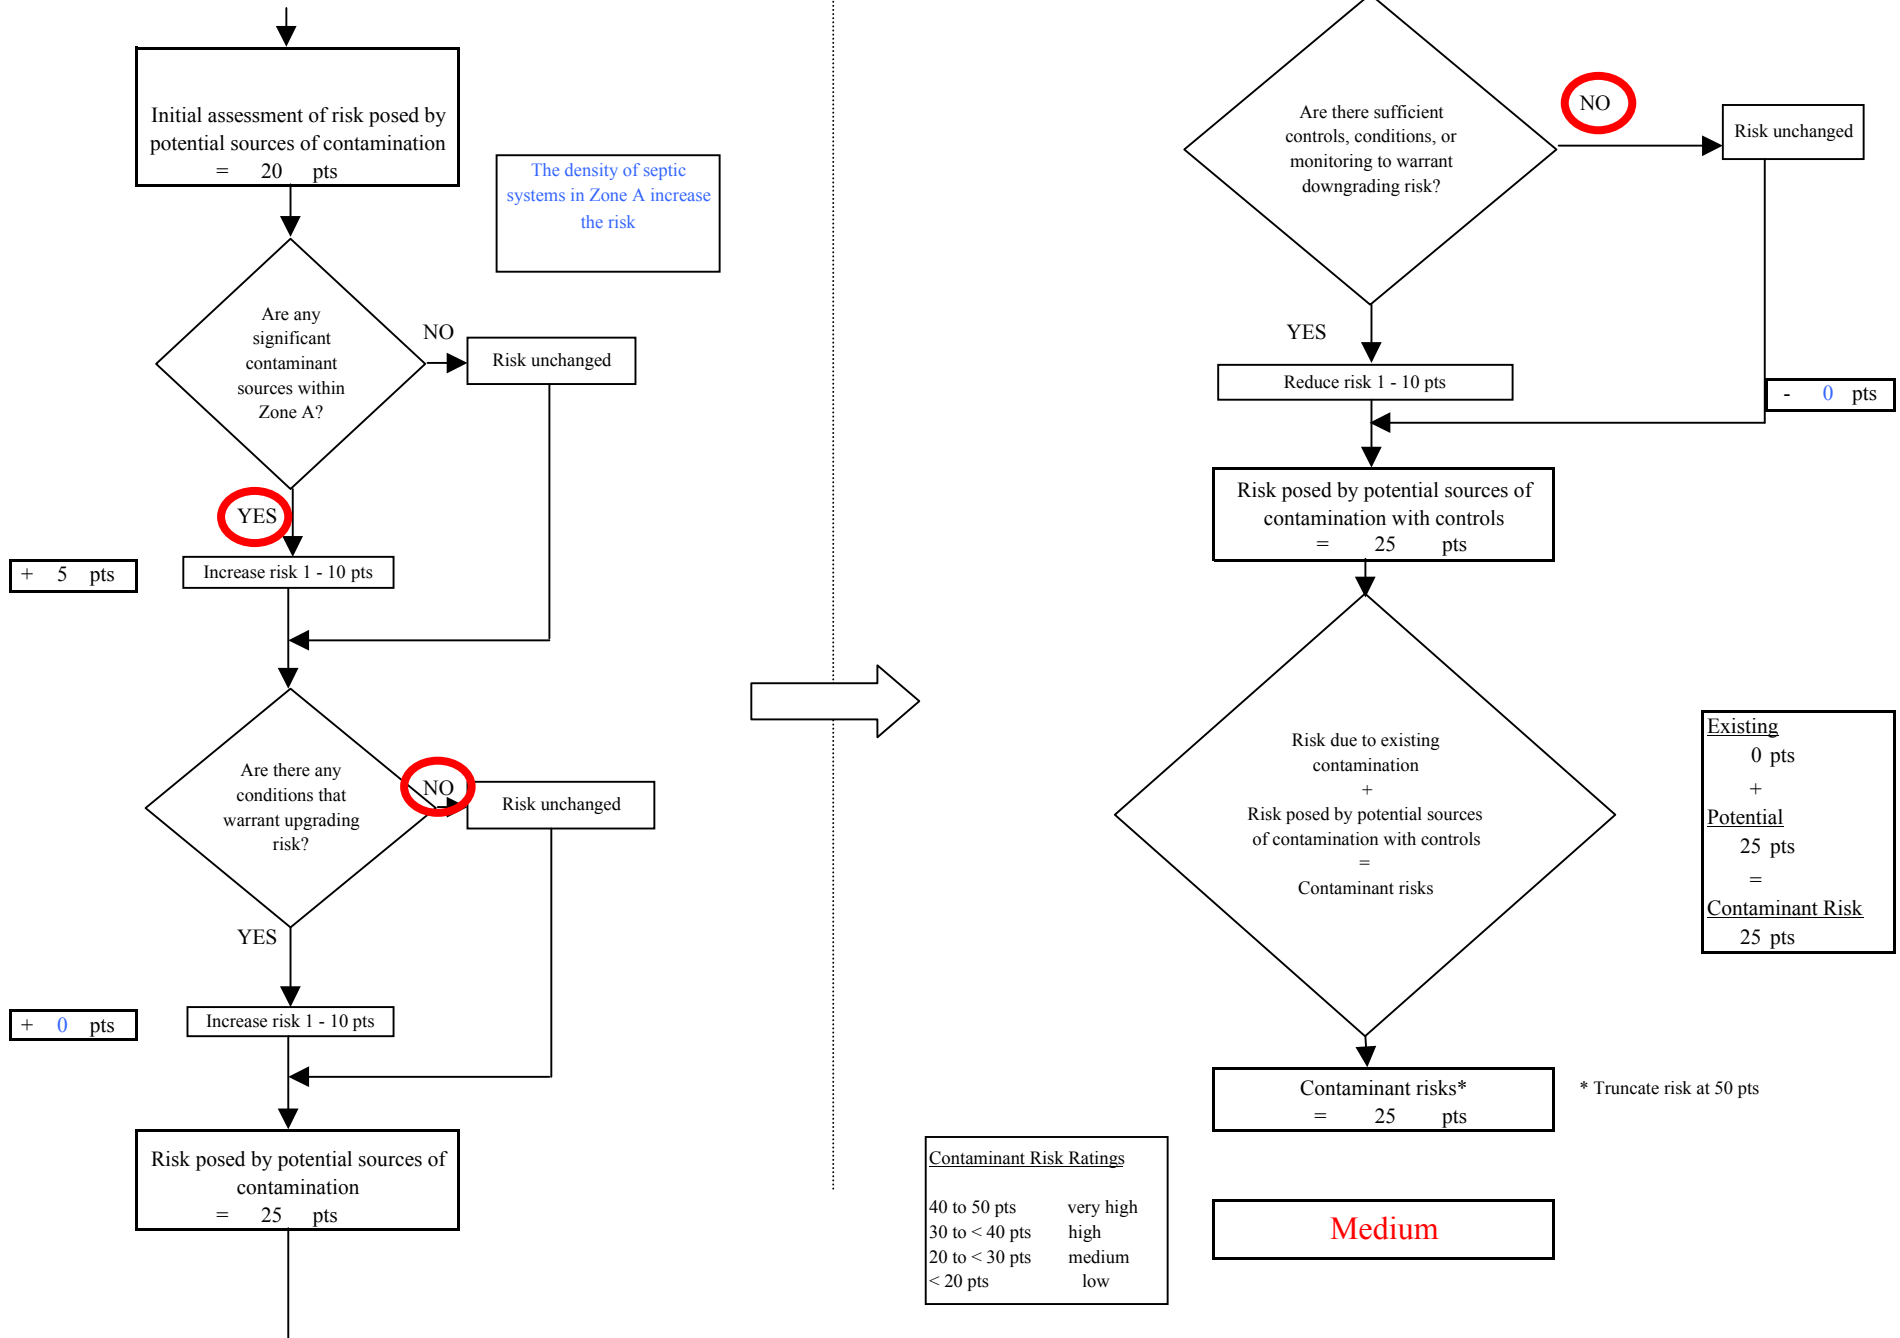 Initial assessment of risk posed by
potential sources of contamination
= 20 pts
The density of septic
systems in Zone A increase
the risk
Are any
significant
contaminant
sources within
Zone A?
NO
Risk unchanged
YES
+ 5 pts
Increase risk 1 - 10 pts
Are there any
conditions that
warrant upgrading
risk?
NO
Risk unchanged
YES
+ 0 pts
Increase risk 1 - 10 pts
Risk posed by potential sources of
contamination
= 25 pts
Are there sufficient
controls, conditions, or
monitoring to warrant
downgrading risk?
NO
Risk unchanged
YES
Reduce risk 1 - 10 pts
- 0 pts
Risk posed by potential sources of
contamination with controls
= 25 pts
Risk due to existing
contamination
+
Risk posed by potential sources
of contamination with controls
=
Contaminant risks
Existing
0 pts
+
Potential
25 pts
=
Contaminant Risk
25 pts
Contaminant risks*
= 25 pts
* Truncate risk at 50 pts
Contaminant Risk Ratings
40 to 50 pts very high
30 to < 40 pts high
20 to < 30 pts medium
< 20 pts low
Medium